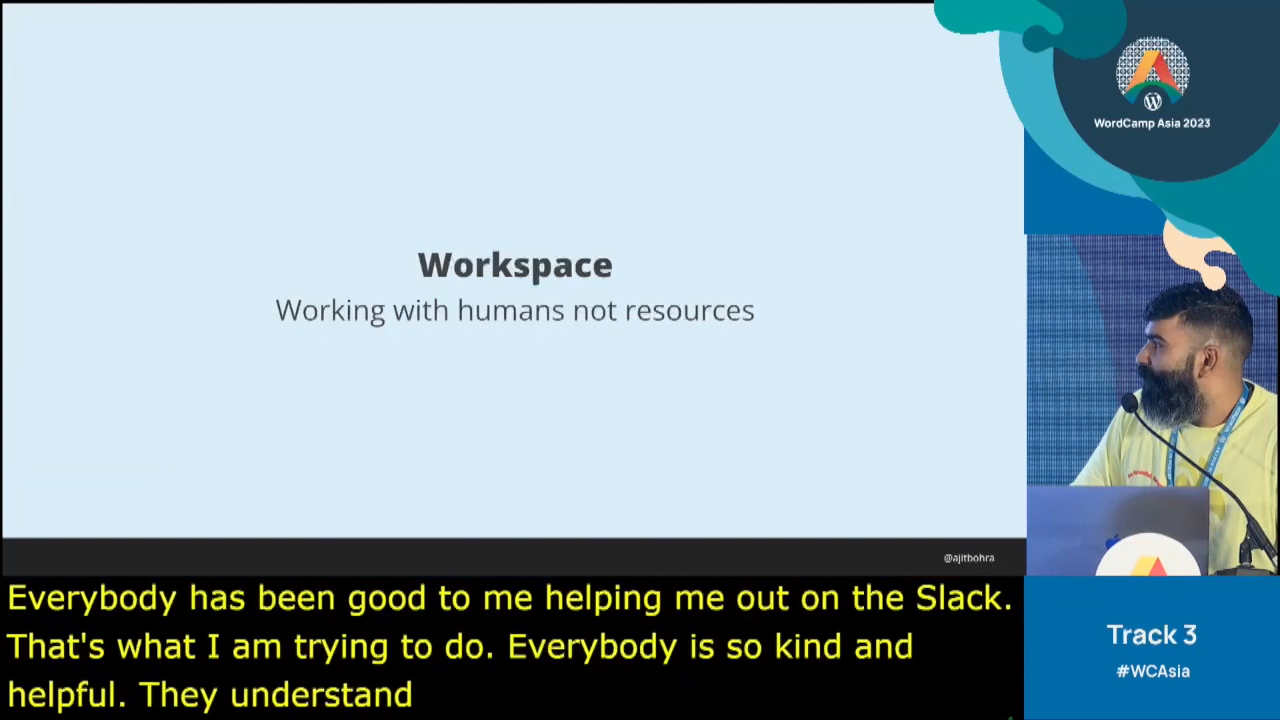 Workspace
Working with humans not resources
@ajitbohra
Everybody has been good to me helping me out on the Slack.
That's what I am trying to do. Everybody is so kind and
helpful. They understand
WordCamp Asia 2023
Track 3
#WCAsia